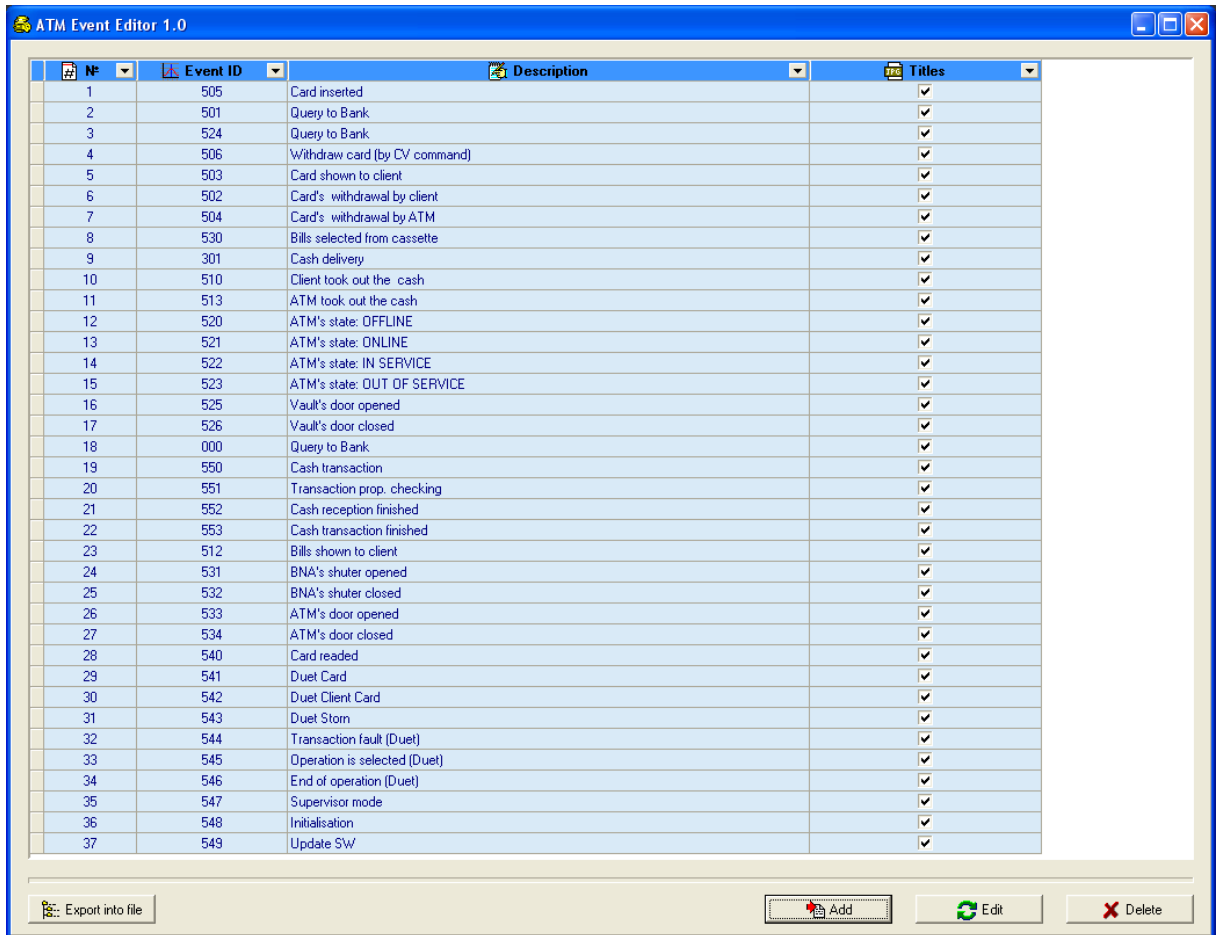 ATM Event Editor 1.0
№ Event ID Description Titles
1 505 Card inserted
2 501 Query to Bank
3 524 Query to Bank
4 506 Withdraw card (by CV command)
5 503 Card shown to client
6 502 Card's  withdrawal by client
7 504 Card's  withdrawal by ATM
8 530 Bills selected from cassette
9 301 Cash delivery
10 510 Client took out the  cash
11 513 ATM took out the cash
12 520 ATM's state: OFFLINE
13 521 ATM's state: ONLINE
14 522 ATM's state: IN SERVICE
15 523 ATM's state: OUT OF SERVICE
16 525 Vault's door opened
17 526 Vault's door closed
18 000 Query to Bank
19 550 Cash transaction
20 551 Transaction prop. checking
21 552 Cash reception finished
22 553 Cash transaction finished
23 512 Bills shown to client
24 531 BNA's shuter opened
25 532 BNA's shuter closed
26 533 ATM's door opened
27 534 ATM's door closed
28 540 Card readed
29 541 Duet Card
30 542 Duet Client Card
31 543 Duet Storn
32 544 Transaction fault (Duet)
33 545 Operation is selected (Duet)
34 546 End of operation (Duet)
35 547 Supervisor mode
36 548 Initialisation
37 549 Update SW
Export into file Add Edit Delete